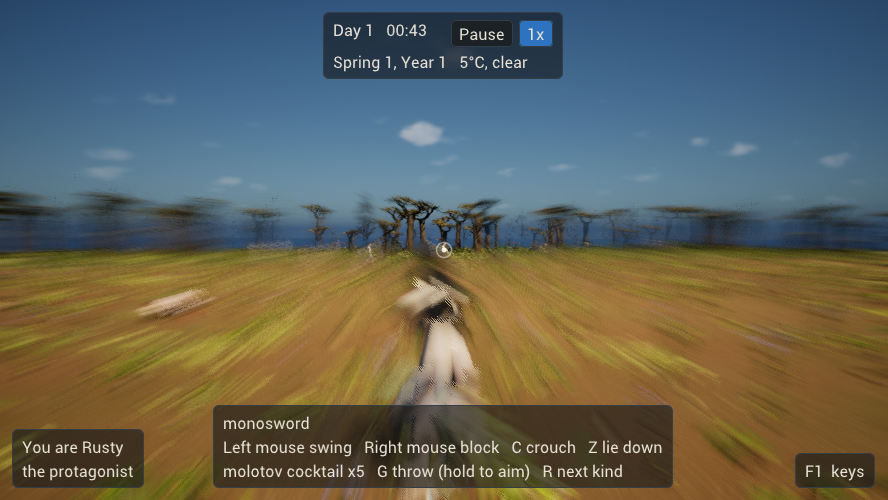 Day 1 00:43 Pause 1x
Spring 1, Year 1 5°C, clear
monosword
You are Rusty
the protagonist
Left mouse swing Right mouse block C crouch Z lie down
molotov cocktail x5 G throw (hold to aim) R next kind
F1 keys